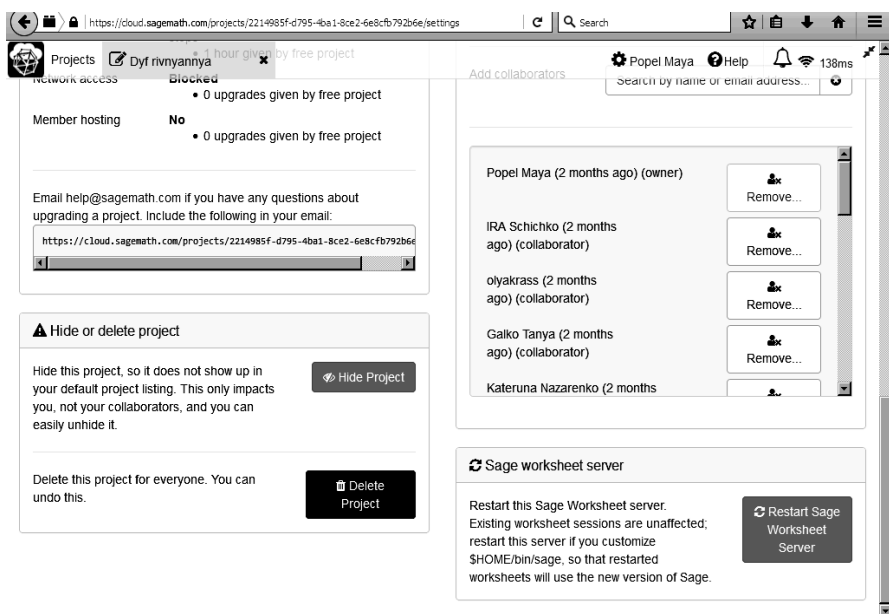 https://cloud.sagemath.com/projects/2214985f-d795-4ba1-8ce2-6e8cfb792b6e/settings
Search
Projects
Dyf rivnyannya
Popel Maya
Help
138ms
1 hour given by free project
Network access
Blocked
• 0 upgrades given by free project
Member hosting
No
• 0 upgrades given by free project
Email help@sagemath.com if you have any questions about
upgrading a project. Include the following in your email:
https://cloud.sagemath.com/projects/2214985f-d795-4ba1-8ce2-6e8cfb792b6e
Hide or delete project
Hide this project, so it does not show up in
your default project listing. This only impacts
you, not your collaborators, and you can
easily unhide it.
Hide Project
Delete this project for everyone. You can
undo this.
Delete
Project
Add collaborators
Search by name or email address...
Popel Maya (2 months ago) (owner)
Remove...
IRA Schichko (2 months
ago) (collaborator)
Remove...
olyakrass (2 months
ago) (collaborator)
Remove...
Galko Tanya (2 months
ago) (collaborator)
Remove...
Kateruna Nazarenko (2 months
Sage worksheet server
Restart this Sage Worksheet server.
Existing worksheet sessions are unaffected;
restart this server if you customize
$HOME/bin/sage, so that restarted
worksheets will use the new version of Sage.
Restart Sage
Worksheet
Server